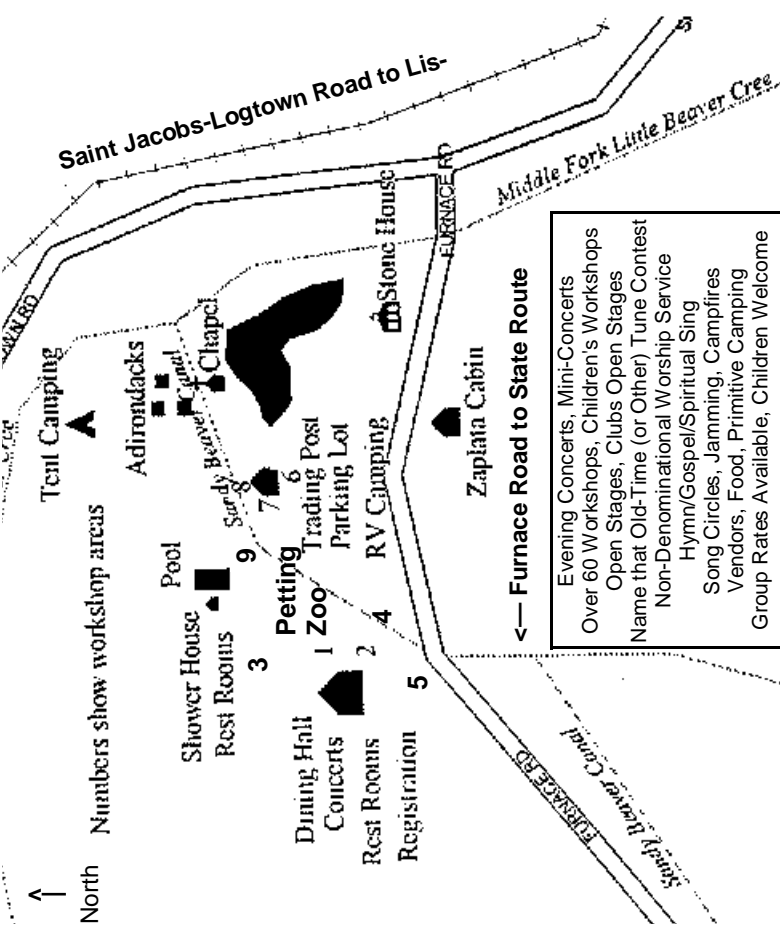 North
Numbers show workshop areas
Tent Camping
Cree
WN RD
Saint Jacobs-Logtown Road to Lis-
Adirondacks
Sandy Beaver Canal
Chapel
Pool
Shower House
Rest Rooms
3
9
8
7
6
Petting
Zoo
Trading Post
Parking Lot
RV Camping
Dining Hall
Concerts
Rest Rooms
Registration
1
2
4
5
Stone House
FURNACE RD
Middle Fork Little Beaver Cree
Zaplata Cabin
FURNACE RD
Sandy Beaver Canal
<— Furnace Road to State Route
Evening Concerts, Mini-Concerts
Over 60 Workshops, Children's Workshops
Open Stages, Clubs Open Stages
Name that Old-Time (or Other) Tune Contest
Non-Denominational Worship Service
Hymn/Gospel/Spiritual Sing
Song Circles, Jamming, Campfires
Vendors, Food, Primitive Camping
Group Rates Available, Children Welcome